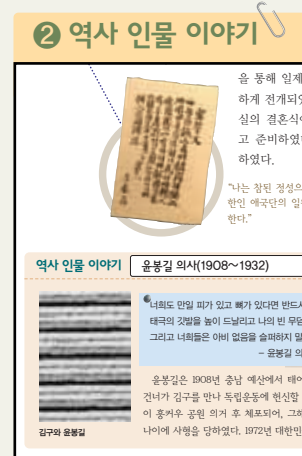 ❷ 역사 인물 이야기
을 통해 일제
하게 전개되었
실의 결혼식
고 준비하였
하였다.
"나는 참된 정성으
한인 애국단의 일
한다."
역사 인물 이야기 윤봉길 의사(1908~1932)
너희도 만일 피가 있고 뼈가 있다면 반드시
태극의 깃발을 높이 드날리고 나의 빈 무덤
그리고 너희들은 아비 없음을 슬퍼하지 말
- 윤봉길 의
윤봉길은 1908년 충남 예산에서 태어
건너가 김구를 만나 독립운동에 헌신할
이 훙커우 공원 의거 후 체포되어, 그해
나이에 사형을 당하였다. 1972년 대한민
김구와 윤봉길